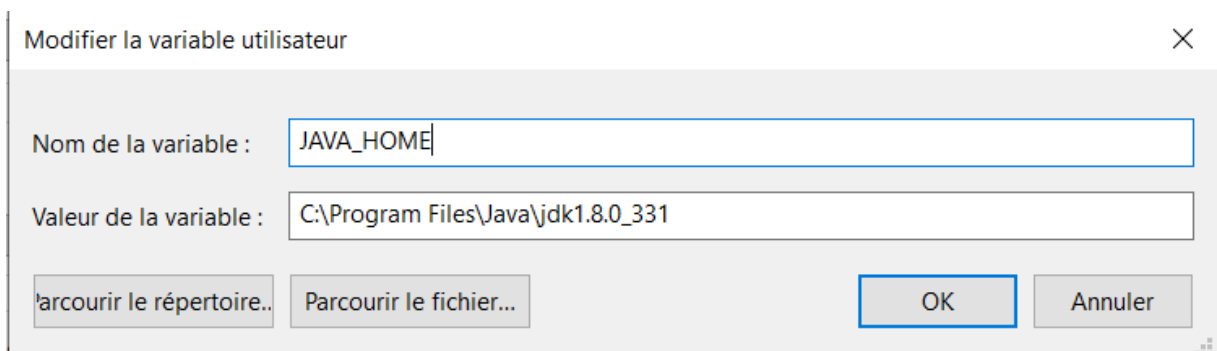 Modifier la variable utilisateur
Nom de la variable :
JAVA_HOME
Valeur de la variable :
C:\Program Files\Java\jdk1.8.0_331
arcourir le répertoire..
Parcourir le fichier...
OK
Annuler